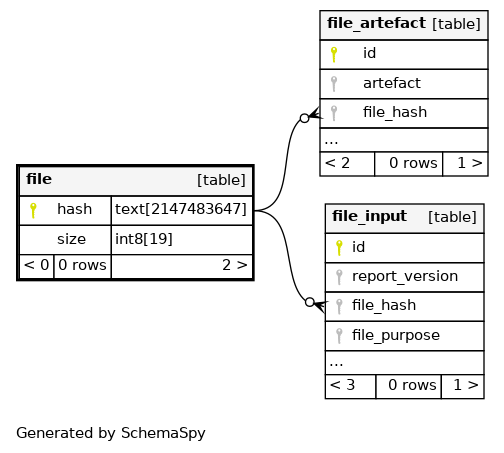 file_artefact [table]
id
artefact
file_hash
...
< 2 0 rows 1 >
file [table]
hash text[2147483647]
size int8[19]
< 0 0 rows 2 >
file_input [table]
id
report_version
file_hash
file_purpose
...
< 3 0 rows 1 >
Generated by SchemaSpy